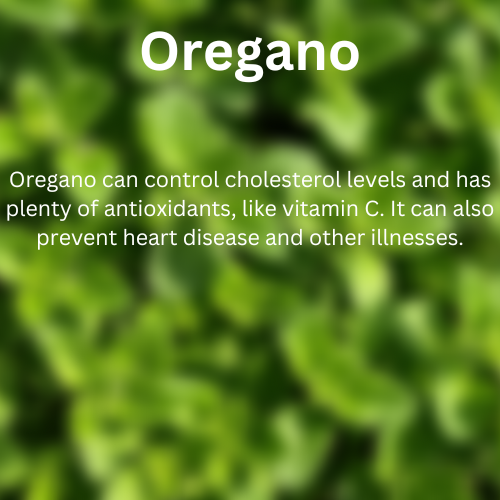 Oregano
Oregano can control cholesterol levels and has
plenty of antioxidants, like vitamin C. It can also
prevent heart disease and other illnesses.